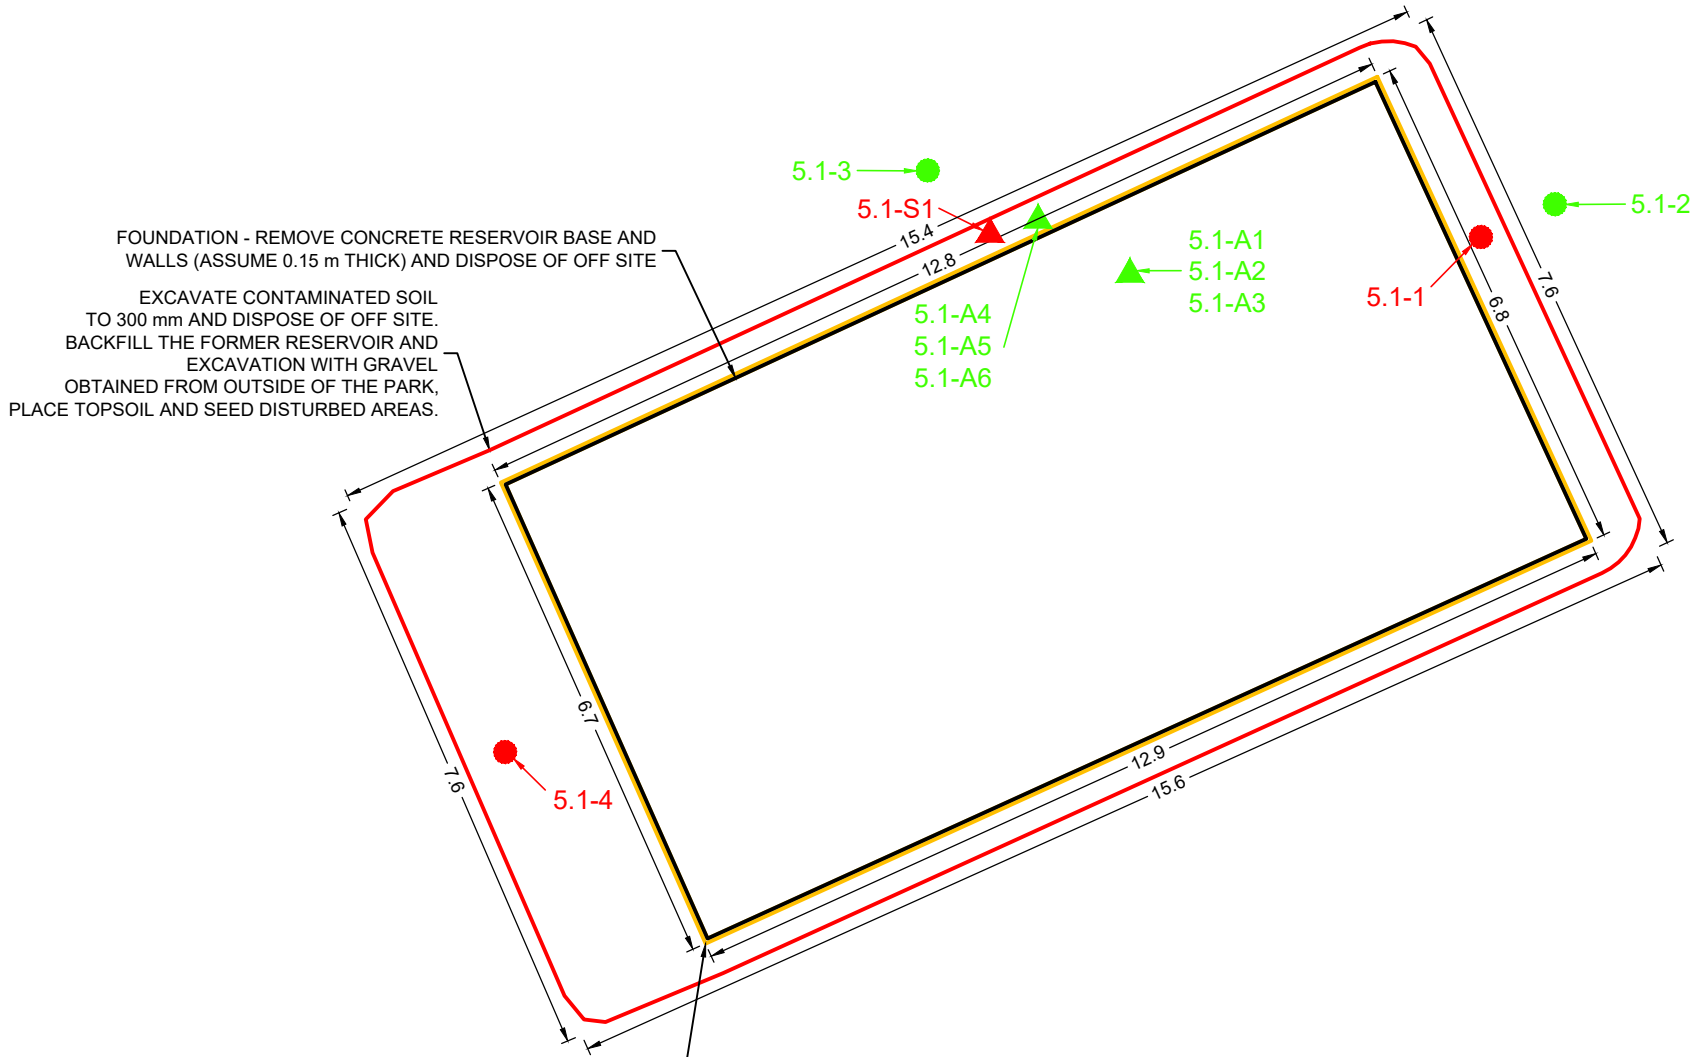 5.1-3
5.1-S1
5.1-2
FOUNDATION - REMOVE CONCRETE RESERVOIR BASE AND
WALLS (ASSUME 0.15 m THICK) AND DISPOSE OF OFF SITE
15.4
12.8
5.1-A1
5.1-A2
5.1-A3
5.1-1
7.6
6.8
EXCAVATE CONTAMINATED SOIL
TO 300 mm AND DISPOSE OF OFF SITE.
BACKFILL THE FORMER RESERVOIR AND
EXCAVATION WITH GRAVEL
OBTAINED FROM OUTSIDE OF THE PARK,
PLACE TOPSOIL AND SEED DISTURBED AREAS.
5.1-A4
5.1-A5
5.1-A6
6.7
7.6
5.1-4
12.9
15.6